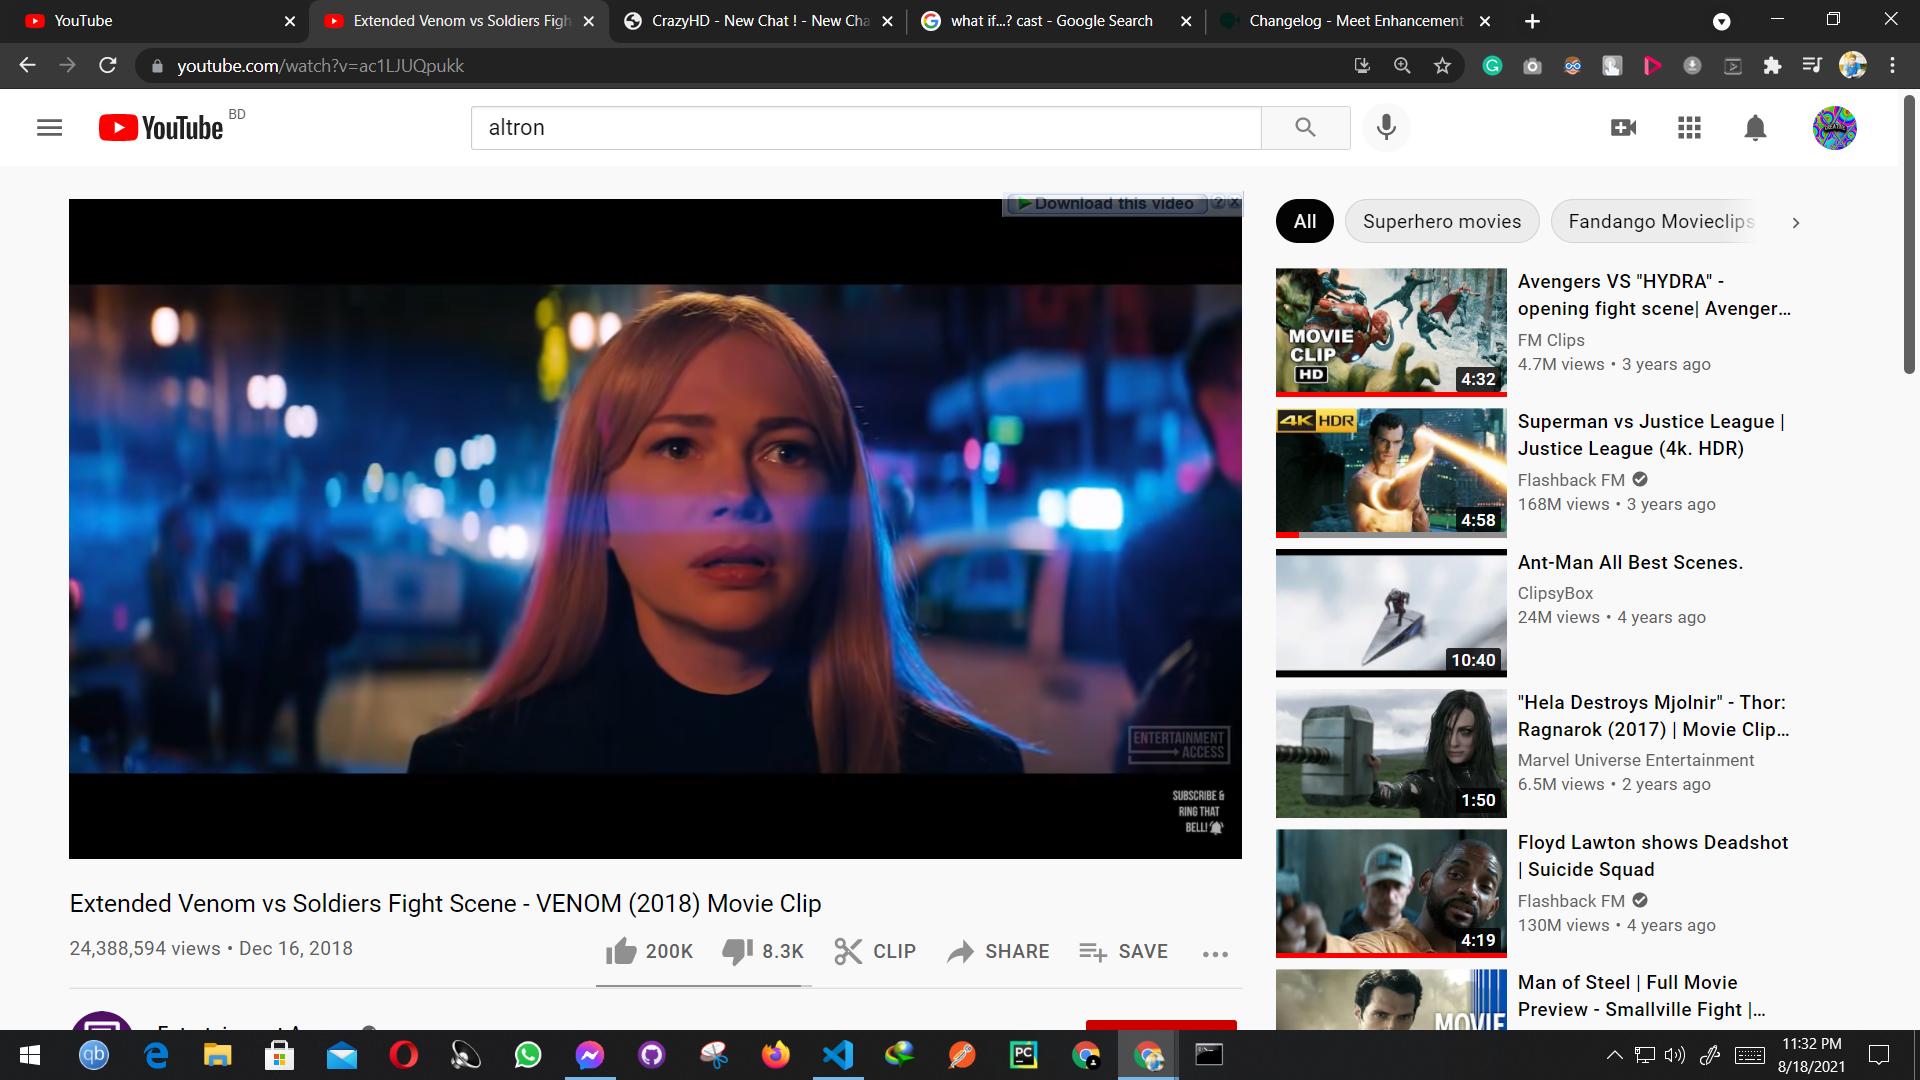 YouTube
Extended Venom vs Soldiers Figh
CrazyHD - New Chat ! - New Cha
what if...? cast - Google Search
Changelog - Meet Enhancement
youtube.com/watch?v=ac1LJUQpukk
YouTube BD
altron
Download this video
All
Superhero movies
Fandango Movieclips
MOVIE
CLIP
HD
4:32
Avengers VS "HYDRA" -
opening fight scene| Avenger...
FM Clips
4.7M views • 3 years ago
4K HDR
4:58
Superman vs Justice League |
Justice League (4k. HDR)
Flashback FM
168M views • 3 years ago
10:40
Ant-Man All Best Scenes.
ClipsyBox
24M views • 4 years ago
1:50
"Hela Destroys Mjolnir" - Thor:
Ragnarok (2017) | Movie Clip...
Marvel Universe Entertainment
6.5M views • 2 years ago
4:19
Floyd Lawton shows Deadshot
| Suicide Squad
Flashback FM
130M views • 4 years ago
MOVIE
Man of Steel | Full Movie
Preview - Smallville Fight |...
ENTERTAINMENT
ACCESS
SUBSCRIBE &
RING THAT
BELL!
Extended Venom vs Soldiers Fight Scene - VENOM (2018) Movie Clip
24,388,594 views • Dec 16, 2018
200K
8.3K
CLIP
SHARE
SAVE
qb
PC
11:32 PM
8/18/2021